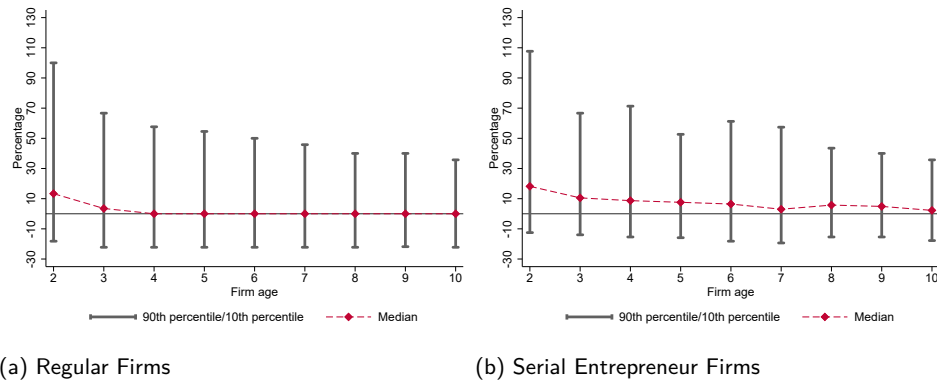 130
110
90
70
50
30
10
-10
-30
Percentage
2 3 4 5 6 7 8 9 10
Firm age
90th percentile/10th percentile Median
(a) Regular Firms
130
110
90
70
50
30
10
-10
-30
Percentage
2 3 4 5 6 7 8 9 10
Firm age
90th percentile/10th percentile Median
(b) Serial Entrepreneur Firms